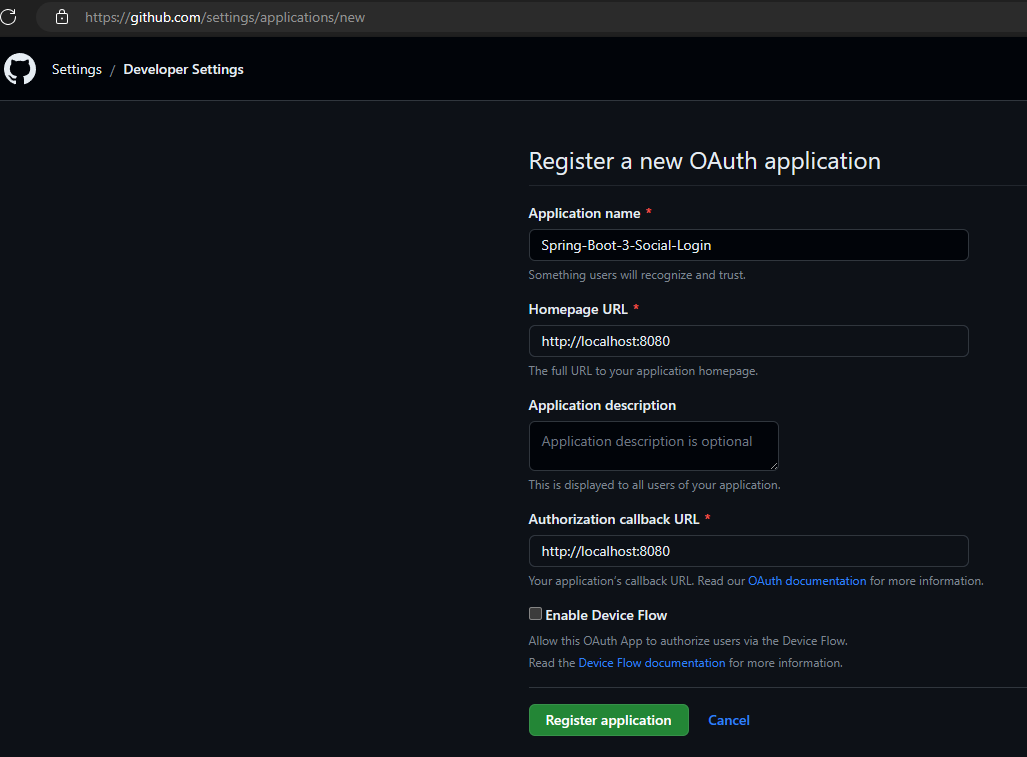 https://github.com/settings/applications/new
Settings / Developer Settings
Register a new OAuth application
Application name *
Spring-Boot-3-Social-Login
Something users will recognize and trust.
Homepage URL *
http://localhost:8080
The full URL to your application homepage.
Application description
Application description is optional
This is displayed to all users of your application.
Authorization callback URL *
http://localhost:8080
Your application’s callback URL. Read our OAuth documentation for more information.
Enable Device Flow
Allow this OAuth App to authorize users via the Device Flow.
Read the Device Flow documentation for more information.
Register application Cancel